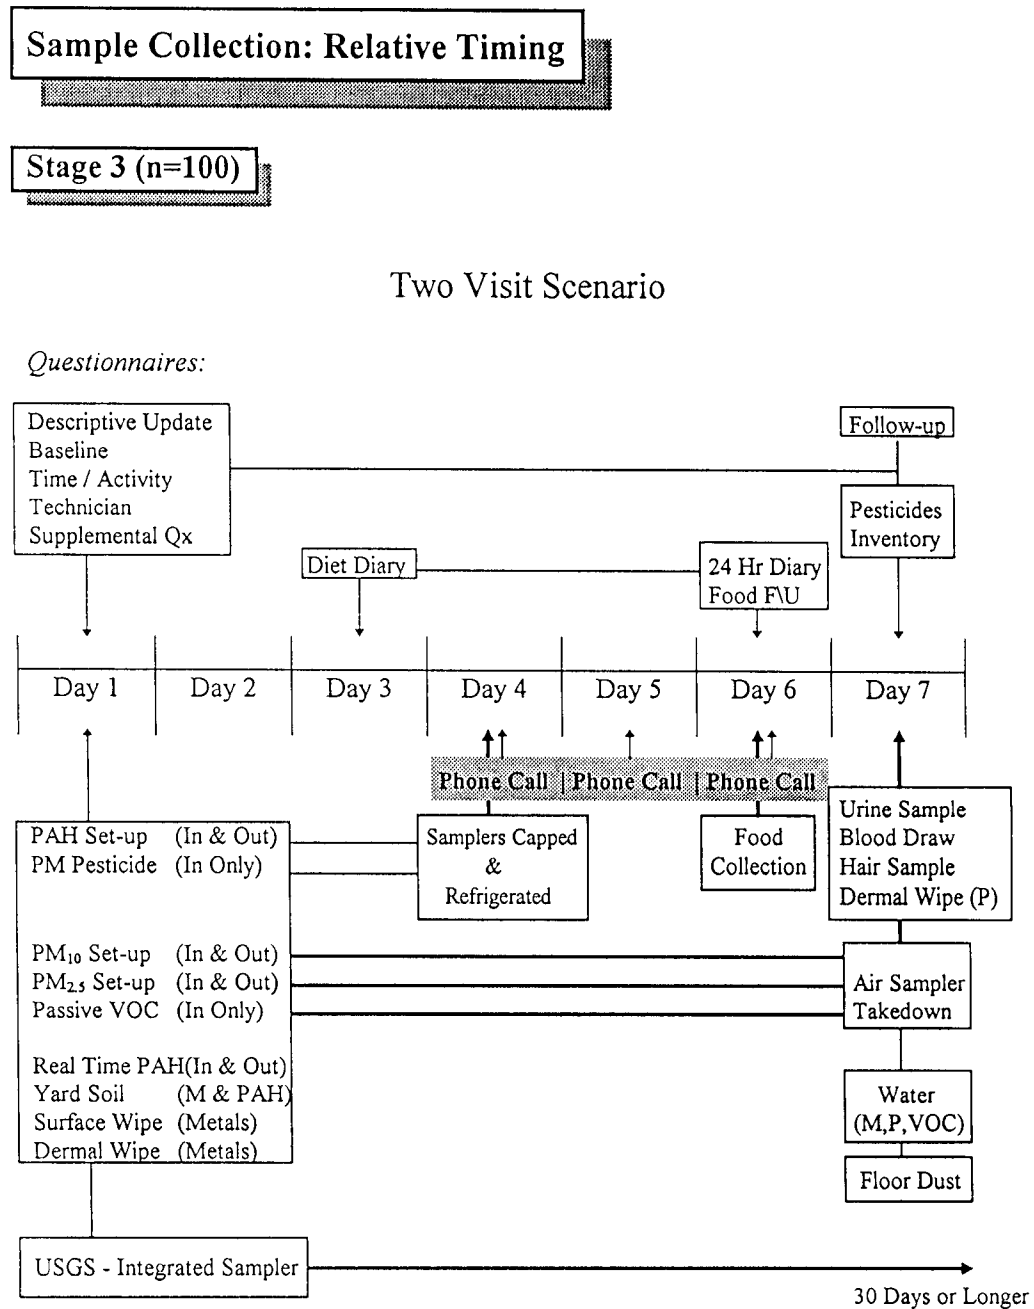 Sample Collection: Relative Timing
Stage 3 (n=100)
Two Visit Scenario
Questionnaires:
Descriptive Update
Baseline
Time / Activity
Technician
Supplemental Qx
Follow-up
Pesticides
Inventory
Diet Diary
24 Hr Diary
Food F\U
Day 1
Day 2
Day 3
Day 4
Day 5
Day 6
Day 7
Phone Call | Phone Call | Phone Call
PAH Set-up (In & Out)
PM Pesticide (In Only)
PM10 Set-up (In & Out)
PM2.5 Set-up (In & Out)
Passive VOC (In Only)
Real Time PAH(In & Out)
Yard Soil (M & PAH)
Surface Wipe (Metals)
Dermal Wipe (Metals)
Samplers Capped
&
Refrigerated
Food
Collection
Urine Sample
Blood Draw
Hair Sample
Dermal Wipe (P)
Air Sampler
Takedown
Water
(M,P,VOC)
Floor Dust
USGS - Integrated Sampler
30 Days or Longer